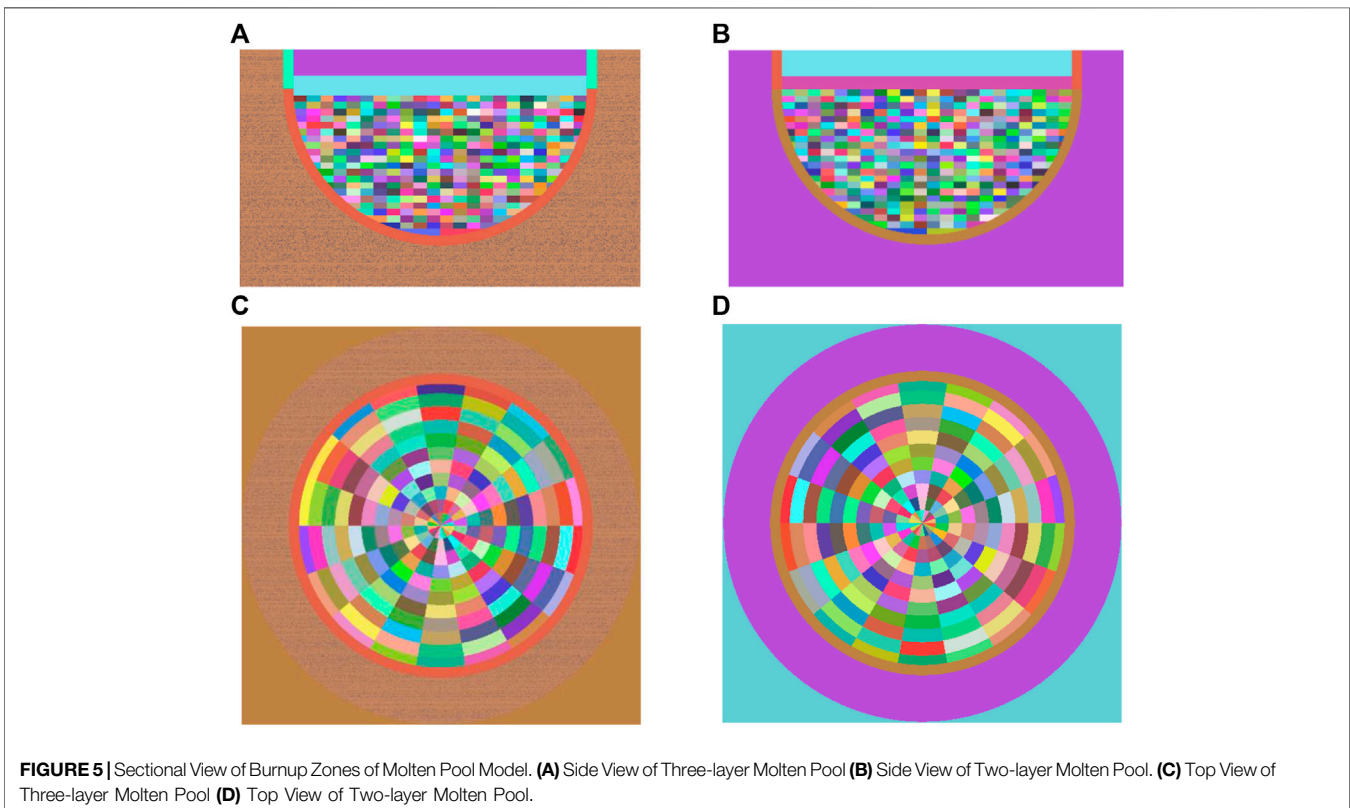 A
B
C
D
FIGURE 5 | Sectional View of Burnup Zones of Molten Pool Model. (A) Side View of Three-layer Molten Pool (B) Side View of Two-layer Molten Pool. (C) Top View of
Three-layer Molten Pool (D) Top View of Two-layer Molten Pool.